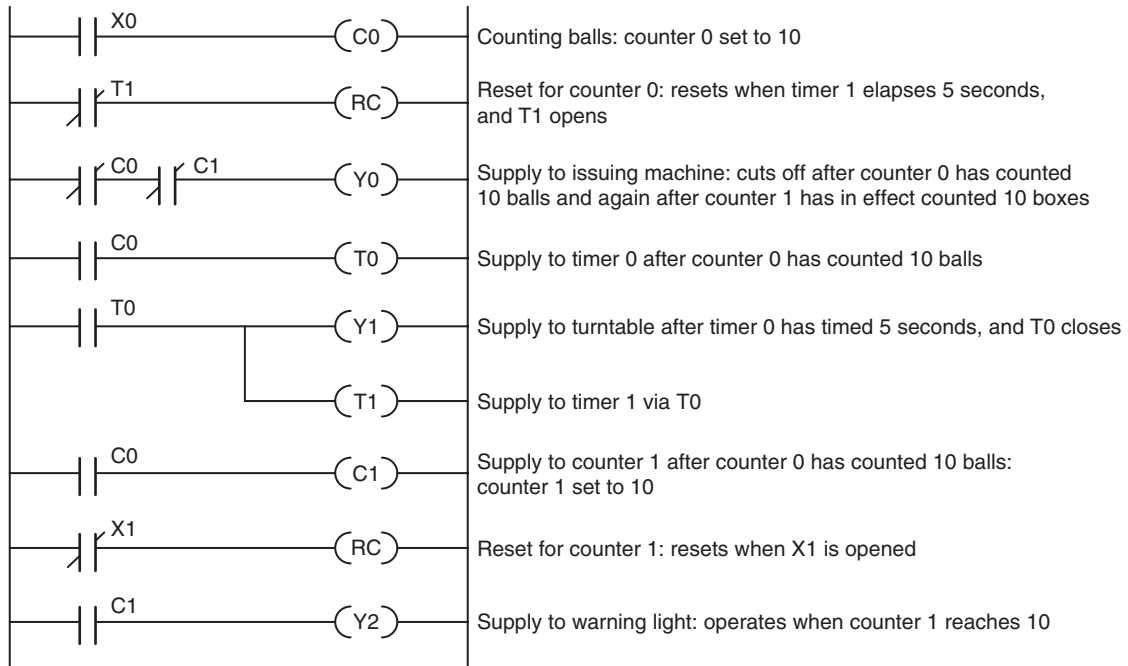 X0
C0
Counting balls: counter 0 set to 10
T1
RC
Reset for counter 0: resets when timer 1 elapses 5 seconds,
and T1 opens
C0
C1
Y0
Supply to issuing machine: cuts off after counter 0 has counted
10 balls and again after counter 1 has in effect counted 10 boxes
C0
T0
Supply to timer 0 after counter 0 has counted 10 balls
T0
Y1
Supply to turntable after timer 0 has timed 5 seconds, and T0 closes
T1
Supply to timer 1 via T0
C0
C1
Supply to counter 1 after counter 0 has counted 10 balls:
counter 1 set to 10
X1
RC
Reset for counter 1: resets when X1 is opened
C1
Y2
Supply to warning light: operates when counter 1 reaches 10